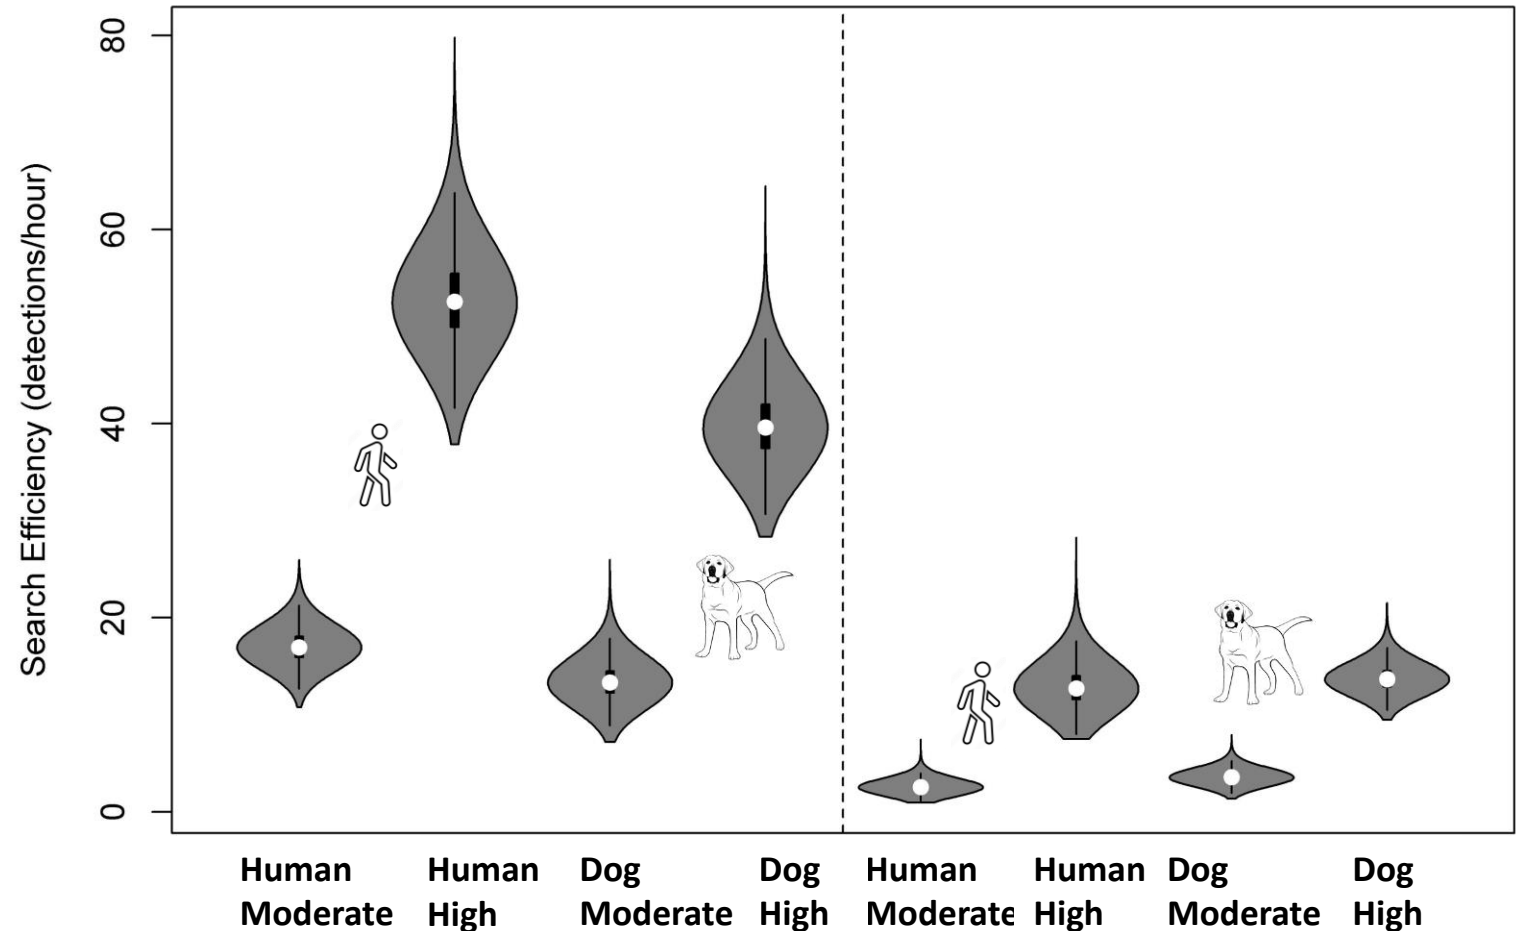 80
60
40
20
0
Search Efficiency (detections/hour)
Human Moderate
Human High
Dog Moderate
Dog High
Human Moderate
Human High
Dog Moderate
Dog High